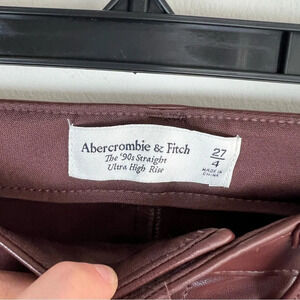 Abercrombie & Fitch
The '90s Straight
Ultra High Rise
27
4
MADE IN
CHINA